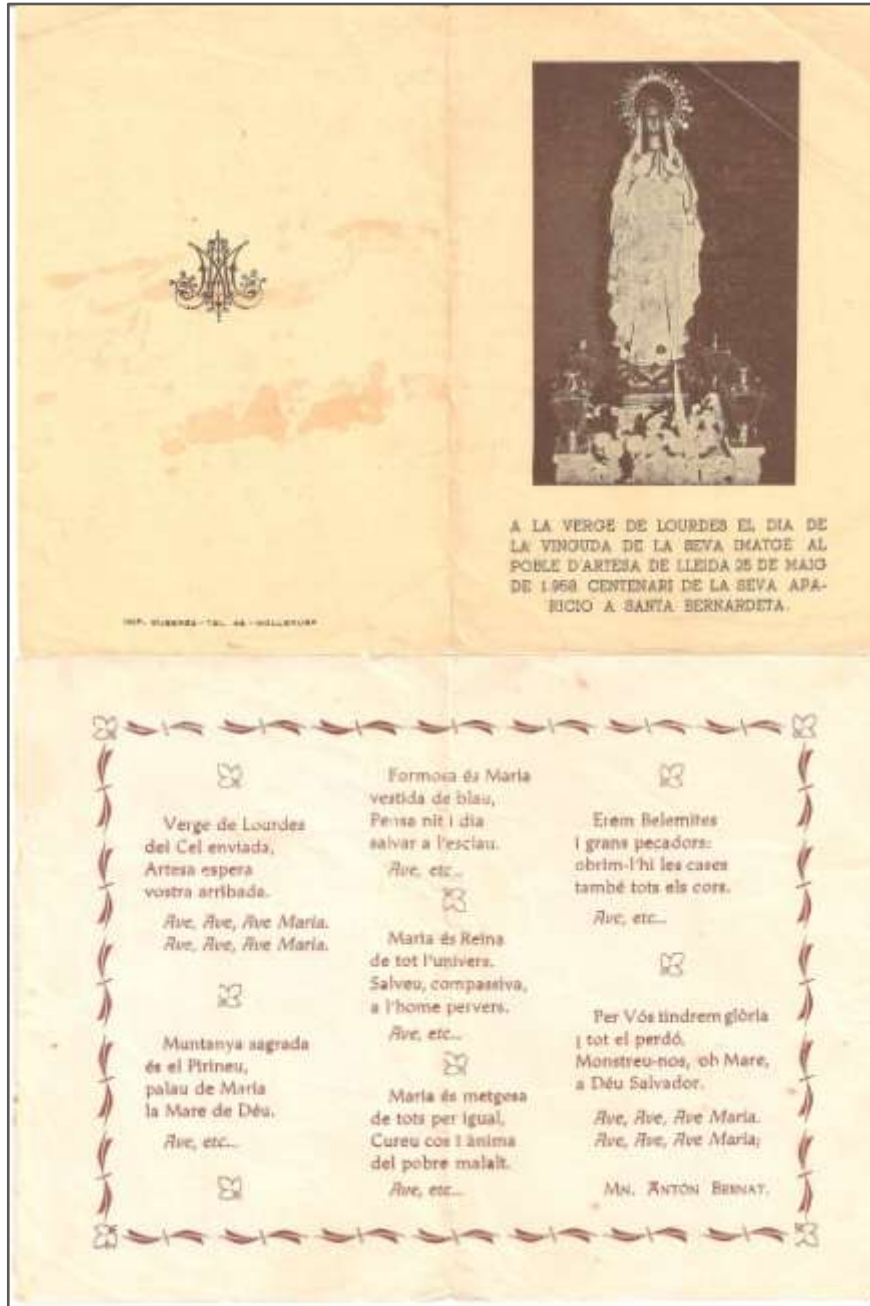 A LA VERGE DE LOURDES EL DIA DE
LA VINGUDA DE LA SEVA IMATGE AL
POBLE D'ARTESA DE LLEIDA 25 DE MAIG
DE 1.958 CENTENARI DE LA SEVA APA-
RICIO A SANTA BERNARDETA.
IMP. - TEL. 46 -
Verge de Lourdes
del Cel enviada,
Artesa espera
vostra arribada.
Ave, Ave, Ave Maria.
Ave, Ave, Ave Maria.
Muntanya sagrada
és el Pirineu,
palau de Maria
la Mare de Déu.
Ave, etc...
Formosa és Maria
vestida de blau,
Pensa nit i dia
salvar a l'esclau.
Ave, etc...
Maria és Reina
de tot l'univers.
Salveu, compassiva,
a l'home pervers.
Ave, etc...
Maria és metgesa
de tots per igual,
Cureu cos i ànima
del pobre malalt.
Ave, etc...
Erem Belemites
i grans pecadors:
obrim-l'hi les cases
també tots els cors.
Ave, etc...
Per Vós tindrem glòria
i tot el perdó.
Monstreu-nos, oh Mare,
a Déu Salvador.
Ave, Ave, Ave Maria.
Ave, Ave, Ave Maria;
MN. ANTÓN BERNAT.